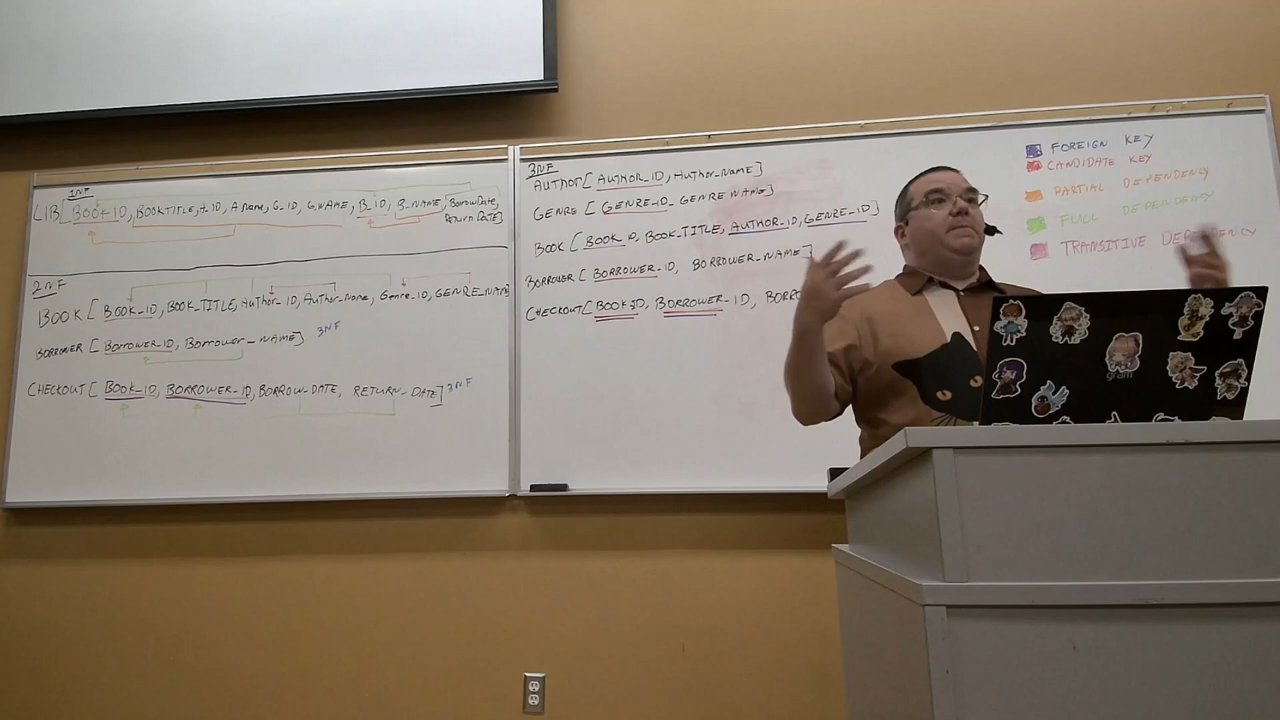 1NF
LIB[BOOK-ID, BOOKTITLE, A-ID, A Name, G-ID, G.NAME, B-ID, B-NAME, BorrowDate,
Return DATE]
2NF
BOOK [BOOK-ID, BOOK-TITLE, Author-ID, Author-Name, Genre-ID, GENRE-NAME
BORROWER [BORROWER-ID, Borrower-NAME] 3NF
CHECKOUT [BOOK-ID, BORROWER-ID, BORROW-DATE, RETURN-DATE] 3NF
3NF
AUTHOR[AUTHOR-ID, Author-NAME]
GENRE [GENRE-ID GENRE NAME]
BOOK [BOOK ID, BOOK-TITLE, AUTHOR-ID, GENRE-ID]
BORROWER [BORROWER-ID, BORROWER-NAME]
CHECKOUT[BOOK-ID, BORROWER-ID, BORRO
FOREIGN KEY
CANDIDATE KEY
PARTIAL DEPENDENCY
FULL DEPENDENCY
TRANSITIVE DEPENDENCY
gram